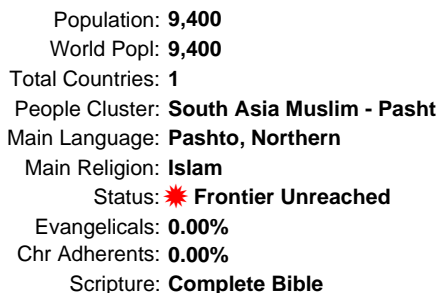 Population: 9,400
World Popl: 9,400
Total Countries: 1
People Cluster: South Asia Muslim - Pasht
Main Language: Pashto, Northern
Main Religion: Islam
Status: Frontier Unreached
Evangelicals: 0.00%
Chr Adherents: 0.00%
Scripture: Complete Bible